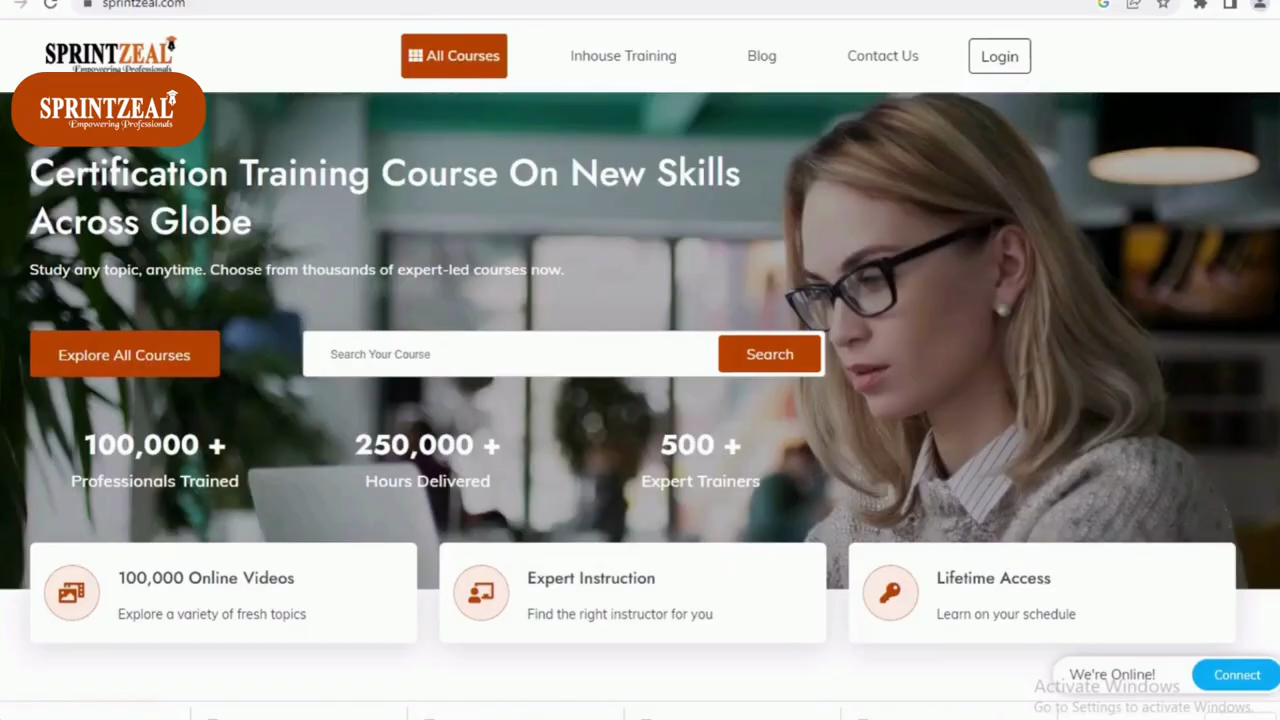 sprintzeal.com
SPRINTZEAL
Empowering Professionals
All Courses
Inhouse Training
Blog
Contact Us
Login
SPRINTZEAL
Empowering Professionals
Certification Training Course On New Skills
Across Globe
Study any topic, anytime. Choose from thousands of expert-led courses now.
Explore All Courses
Search Your Course
Search
100,000 +
250,000 +
500 +
Professionals Trained
Hours Delivered
Expert Trainers
100,000 Online Videos
Explore a variety of fresh topics
Expert Instruction
Find the right instructor for you
Lifetime Access
Learn on your schedule
We're Online!
Connect
Activate Windows
Go to Settings to activate Windows.